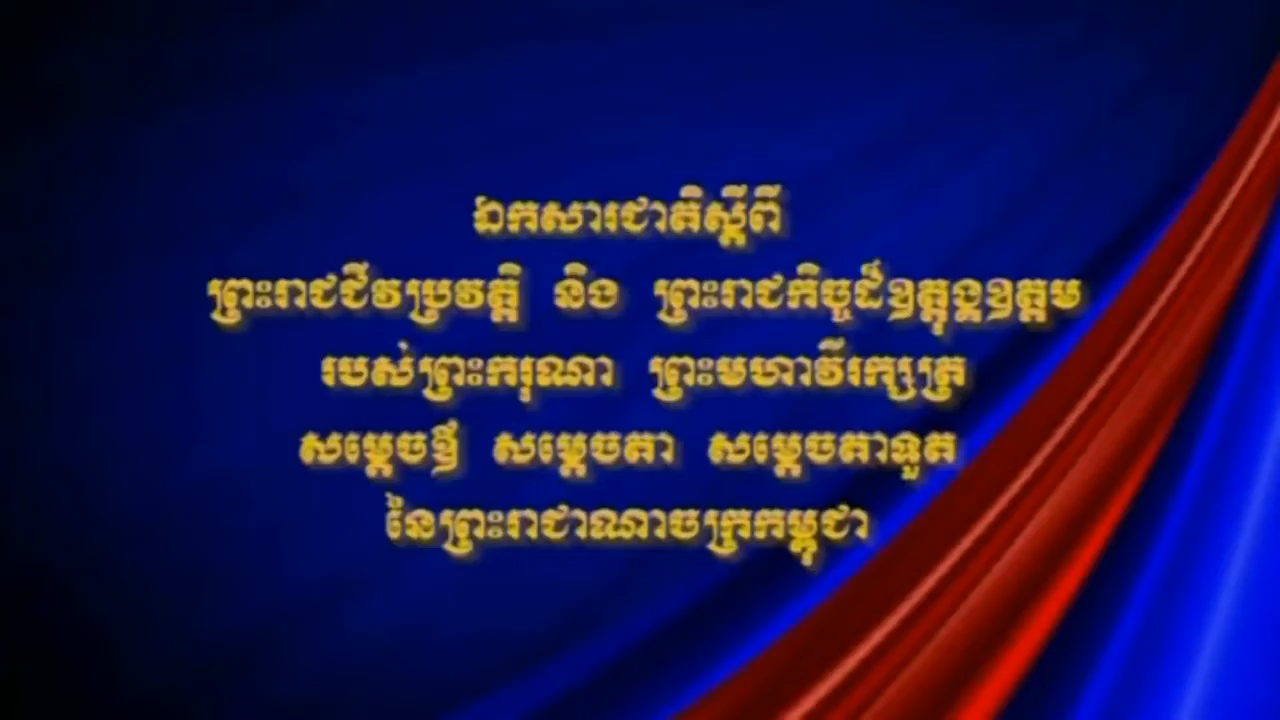 ឯកសារជាតិស្តីពី
ព្រះរាជជីវប្រវត្តិ និង ព្រះរាជកិច្ចដ៏ឧត្តុង្គឧត្តម
របស់ព្រះករុណា ព្រះមហាវីរក្សត្រ
សម្តេចឪ សម្តេចតា សម្តេចតាទួត
នៃព្រះរាជាណាចក្រកម្ពុជា